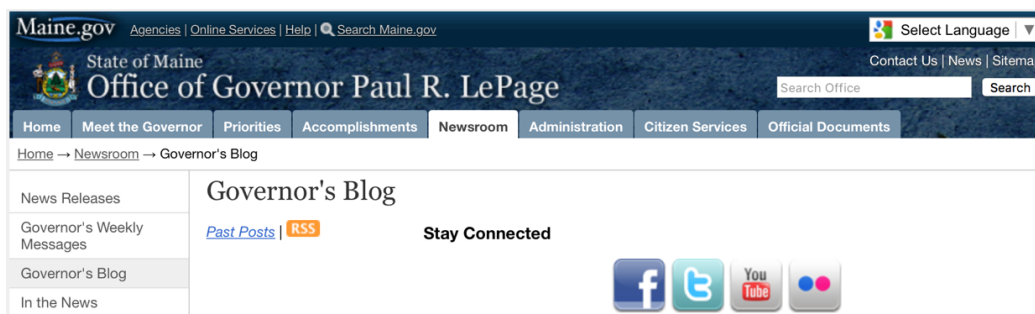 Maine.gov Agencies | Online Services | Help | Search Maine.gov
Select Language
State of Maine
Contact Us | News | Sitema
Office of Governor Paul R. LePage
Search Office
Search
Home Meet the Governor Priorities Accomplishments Newsroom Administration Citizen Services Official Documents
Home → Newsroom → Governor's Blog
News Releases
Governor's Weekly
Messages
Governor's Blog
In the News
Governor's Blog
Past Posts | RSS
Stay Connected
f
t
You
Tube